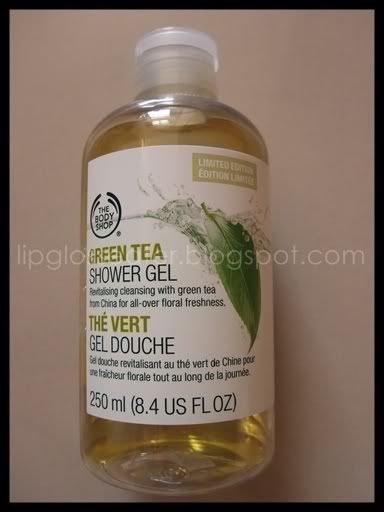 LIMITED EDITION
ÉDITION LIMITÉE
THE
BODY
SHOP
GREEN TEA
SHOWER GEL
Revitalising cleansing with green tea
from China for all-over floral freshness.
THÉ VERT
GEL DOUCHE
Gel douche revitalisant au thé vert de Chine pour
une fraîcheur florale tout au long de la journée.
250 ml (8.4 US FL OZ)
.blogspot.com